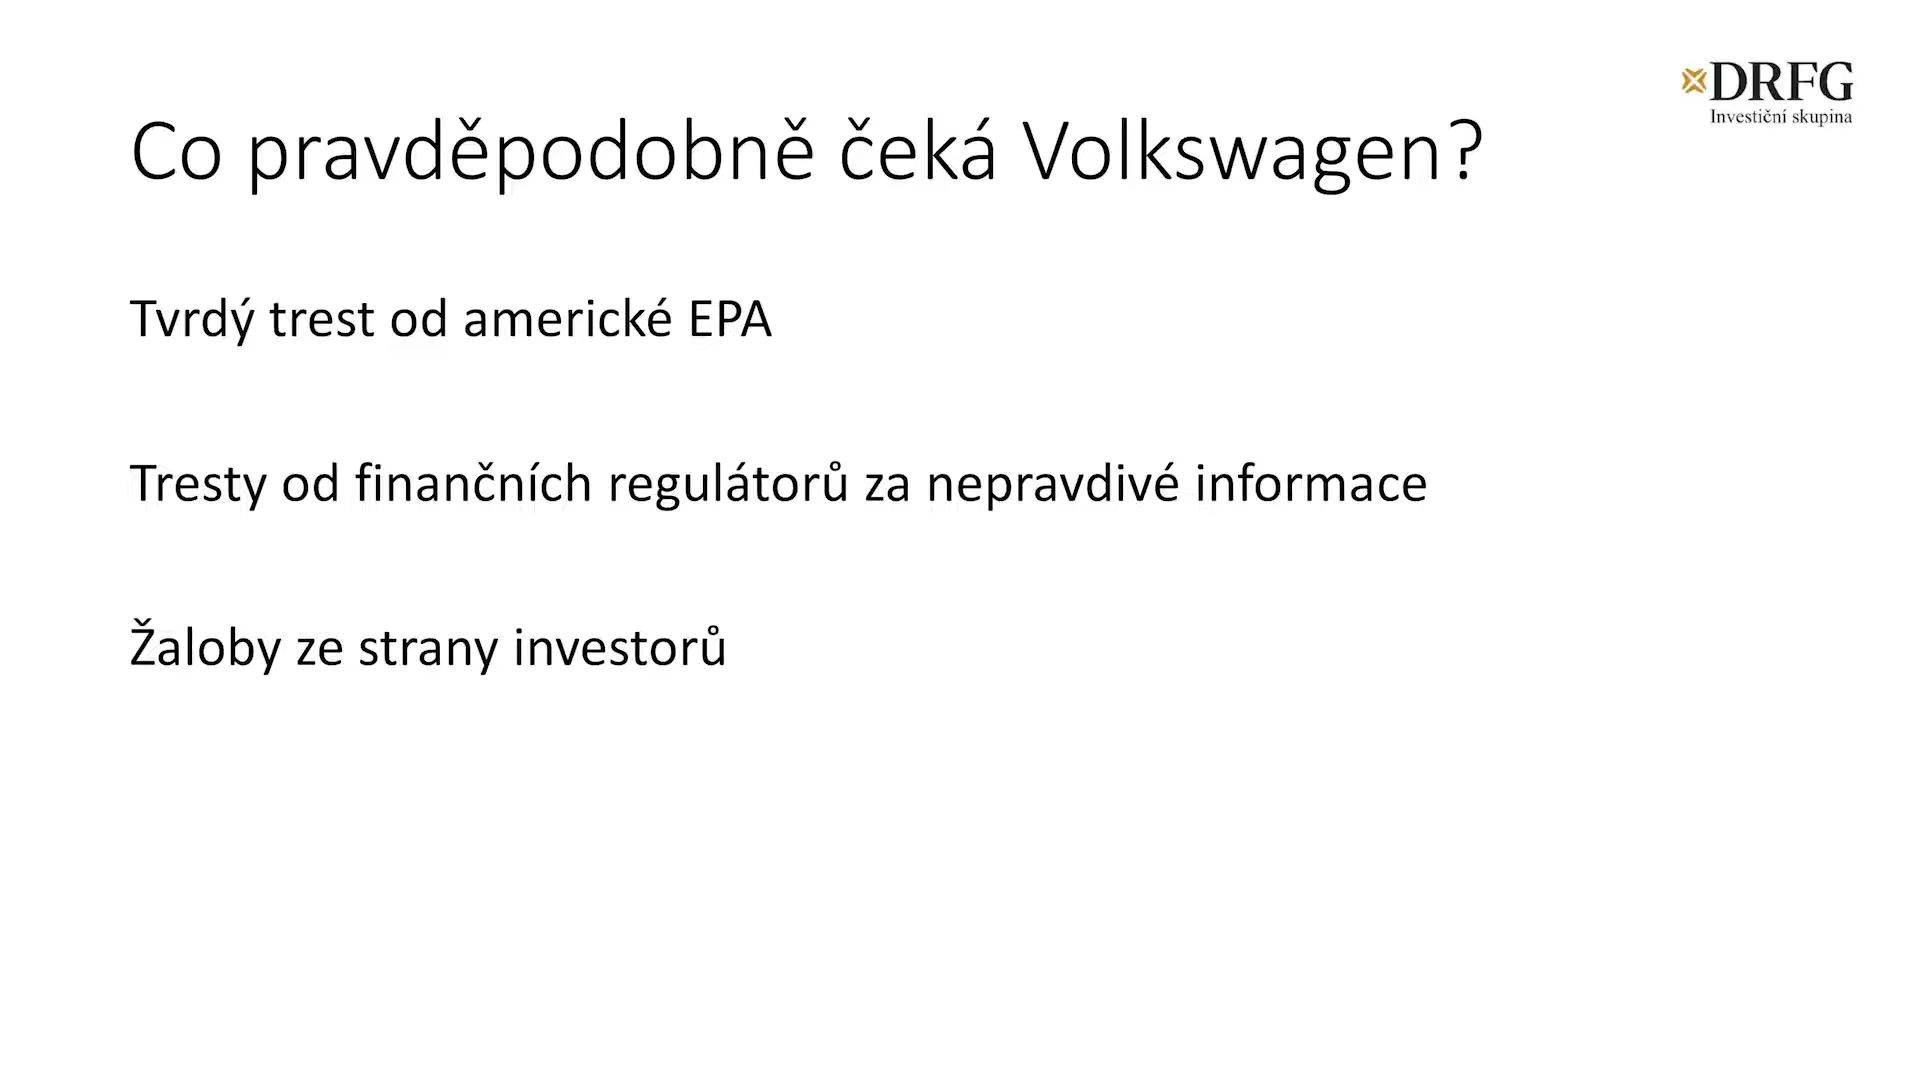 DRFG
Investiční skupina
Co pravděpodobně čeká Volkswagen?
Tvrdý trest od americké EPA
Tresty od finančních regulátorů za nepravdivé informace
Žaloby ze strany investorů